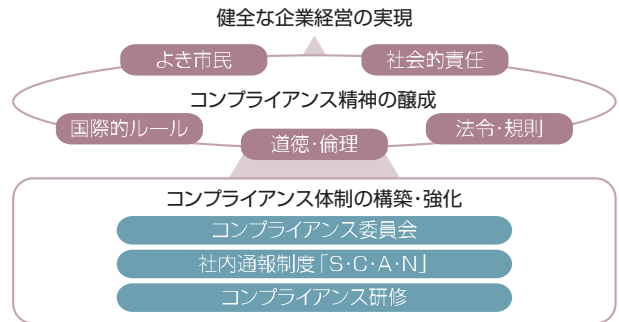 健全な企業経営の実現
よき市民
社会的責任
コンプライアンス精神の醸成
国際的ルール
法令・規則
道徳・倫理
コンプライアンス体制の構築・強化
コンプライアンス委員会
社内通報制度「S・C・A・N」
コンプライアンス研修